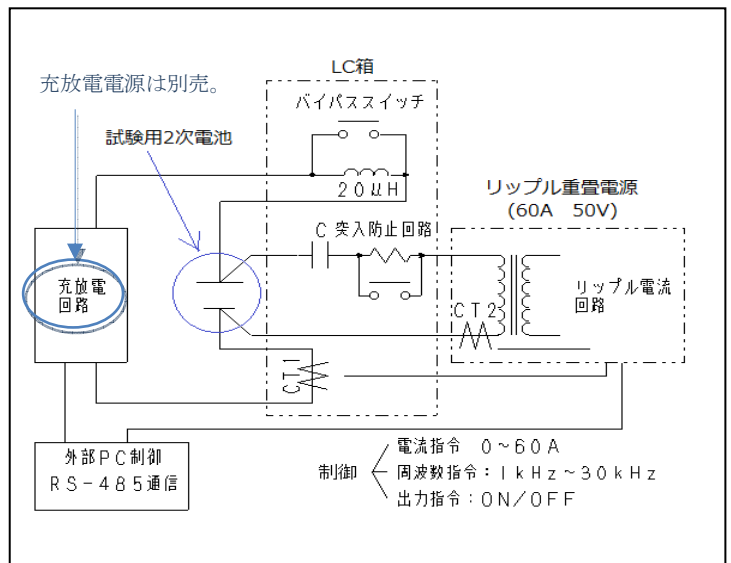 充放電電源は別売。
試験用2次電池
LC箱
バイパススイッチ
20μH
C
突入防止回路
リップル重畳電源
(60A 50V)
充放電
回路
リップル電流
回路
CT2
CT1
外部PC制御
RS-485通信
制御
電流指令 0~60A
周波数指令:1kHz~30kHz
出力指令:ON/OFF